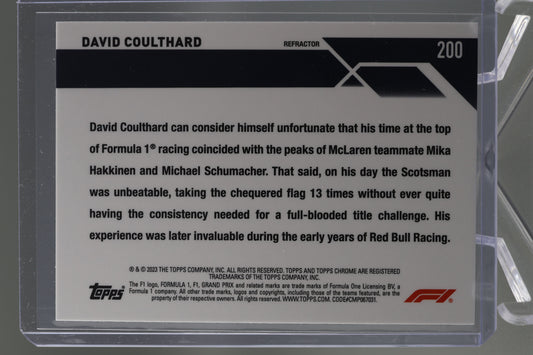 DAVID COULTHARD
REFRACTOR
200
David Coulthard can consider himself unfortunate that his time at the top
of Formula 1® racing coincided with the peaks of McLaren teammate Mika
Hakkinen and Michael Schumacher. That said, on his day the Scotsman
was unbeatable, taking the chequered flag 13 times without ever quite
having the consistency needed for a full-blooded title challenge. His
experience was later invaluable during the early years of Red Bull Racing.
® & © 2023 THE TOPPS COMPANY, INC. ALL RIGHTS RESERVED. TOPPS AND TOPPS CHROME ARE REGISTERED
TRADEMARKS OF THE TOPPS COMPANY, INC.
The F1 logo, FORMULA 1, F1, GRAND PRIX and related marks are trade marks of Formula One Licensing BV, a
Formula 1 company. All other trade marks, logos and copyrights, including those of the teams featured, are the
property of their respective owners. All rights reserved. WWW.TOPPS.COM. CODE#CMP067031.
topps
F1